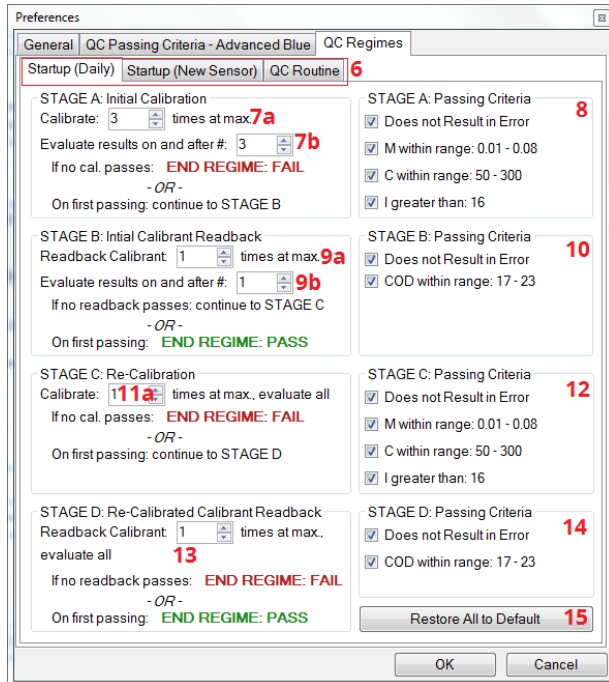 Preferences
General QC Passing Criteria - Advanced Blue QC Regimes
Startup (Daily) Startup (New Sensor) QC Routine 6
STAGE A: Initial Calibration
Calibrate: 3 times at max. 7a
Evaluate results on and after #: 3 7b
If no cal. passes: END REGIME: FAIL
- OR -
On first passing: continue to STAGE B
STAGE A: Passing Criteria 8
Does not Result in Error
M within range: 0.01 - 0.08
C within range: 50 - 300
I greater than: 16
STAGE B: Intial Calibrant Readback
Readback Calibrant: 1 times at max. 9a
Evaluate results on and after #: 1 9b
If no readback passes: continue to STAGE C
- OR -
On first passing: END REGIME: PASS
STAGE B: Passing Criteria 10
Does not Result in Error
COD within range: 17 - 23
STAGE C: Re-Calibration
Calibrate: 1 11a times at max., evaluate all
If no cal. passes: END REGIME: FAIL
- OR -
On first passing: continue to STAGE D
STAGE C: Passing Criteria 12
Does not Result in Error
M within range: 0.01 - 0.08
C within range: 50 - 300
I greater than: 16
STAGE D: Re-Calibrated Calibrant Readback
Readback Calibrant: 1 times at max.,
evaluate all 13
If no readback passes: END REGIME: FAIL
- OR -
On first passing: END REGIME: PASS
STAGE D: Passing Criteria 14
Does not Result in Error
COD within range: 17 - 23
Restore All to Default 15
OK Cancel